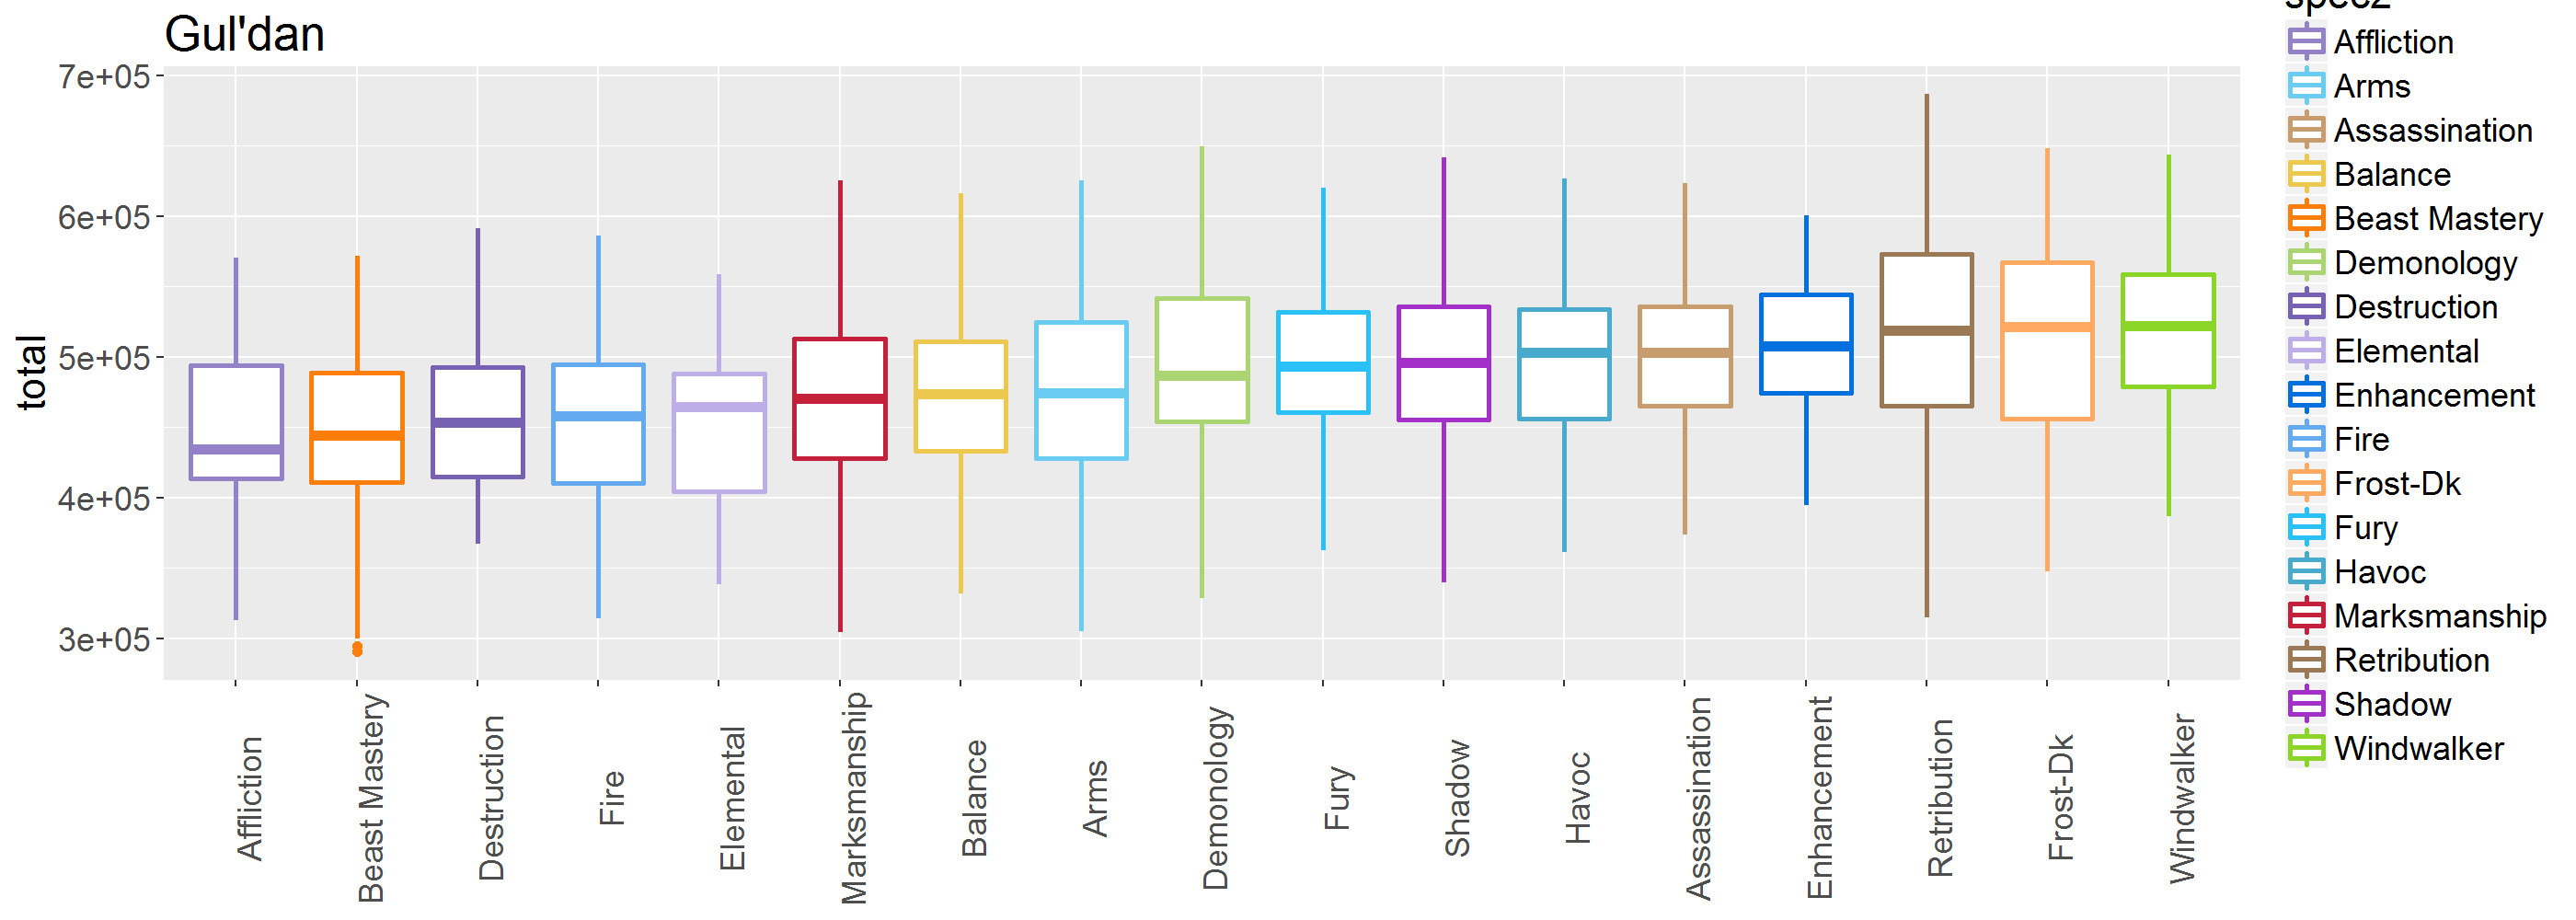 Gul'dan
7e+05
6e+05
5e+05
4e+05
3e+05
total
Affliction
Beast Mastery
Destruction
Fire
Elemental
Marksmanship
Balance
Arms
Demonology
Fury
Shadow
Havoc
Assassination
Enhancement
Retribution
Frost-Dk
Windwalker
Affliction
Arms
Assassination
Balance
Beast Mastery
Demonology
Destruction
Elemental
Enhancement
Fire
Frost-Dk
Fury
Havoc
Marksmanship
Retribution
Shadow
Windwalker